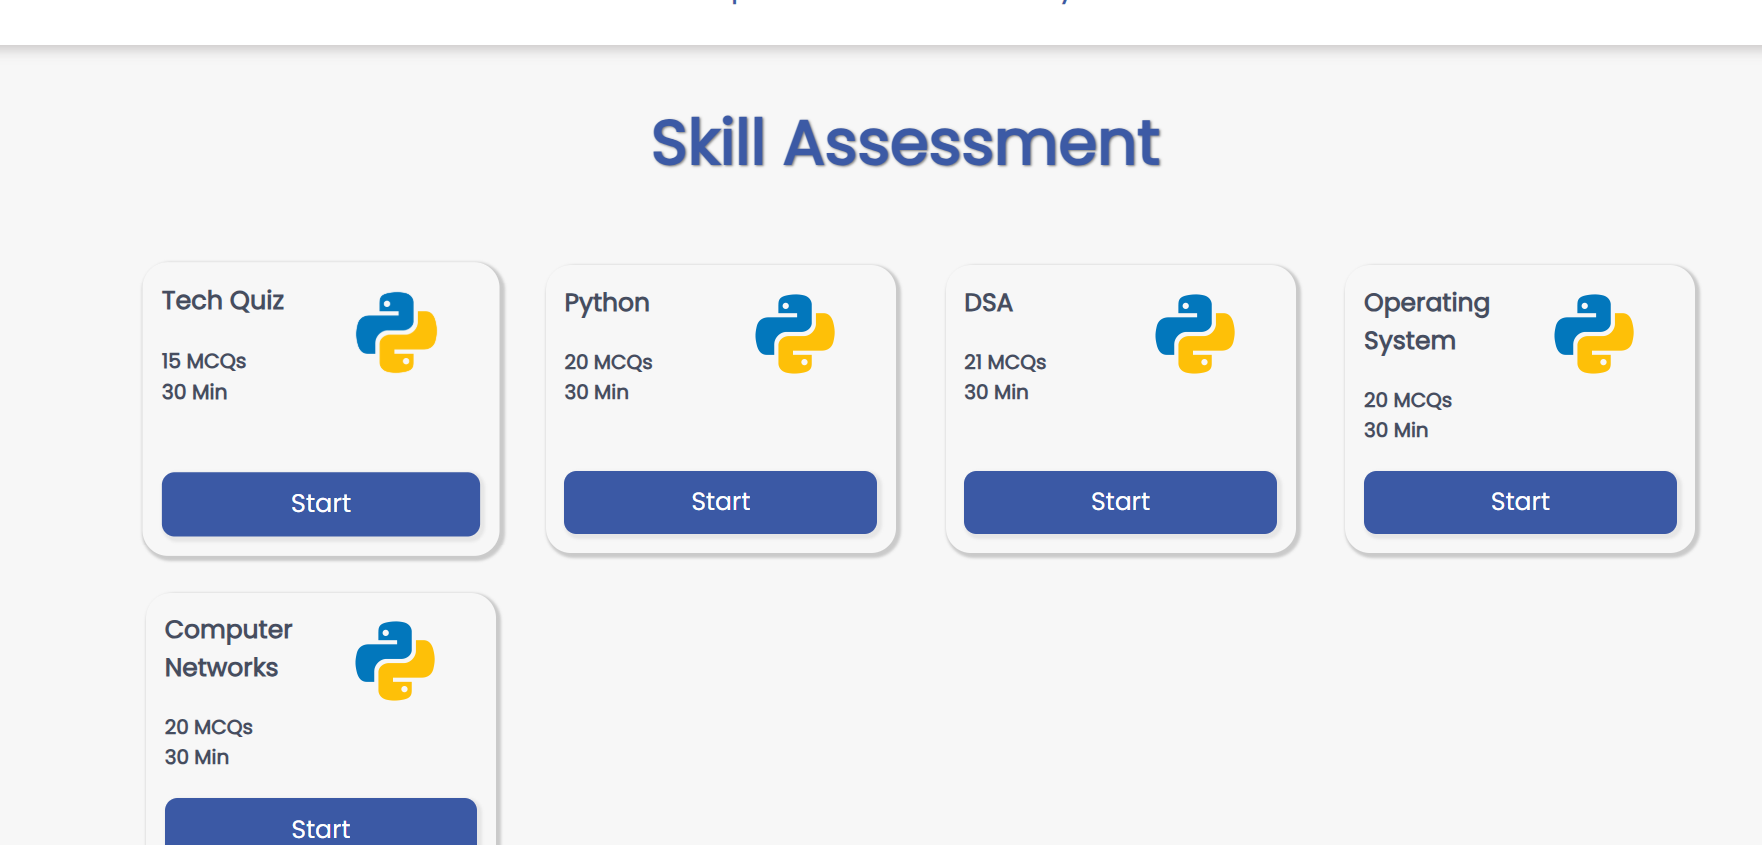 Skill Assessment
Tech Quiz
15 MCQs
30 Min
Start
Python
20 MCQs
30 Min
Start
DSA
21 MCQs
30 Min
Start
Operating
System
20 MCQs
30 Min
Start
Computer
Networks
20 MCQs
30 Min
Start